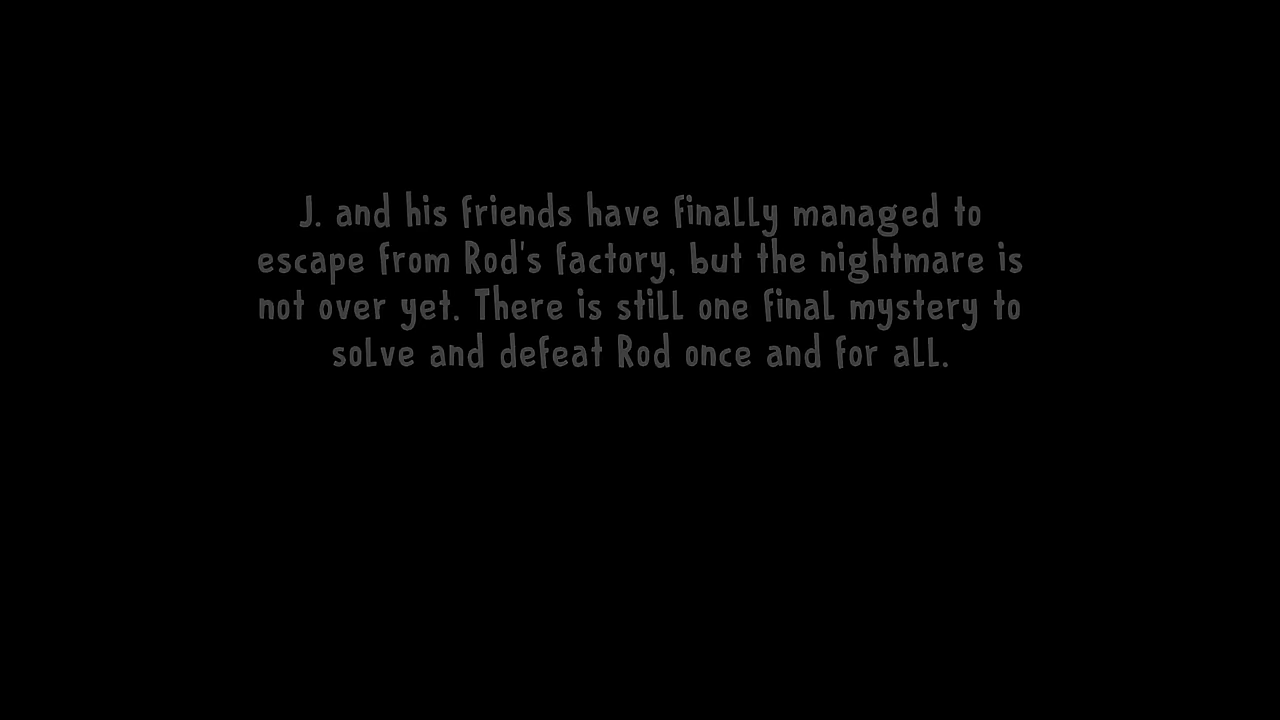 J. and his friends have finally managed to
escape from Rod's factory, but the nightmare is
not over yet. There is still one final mystery to
solve and defeat Rod once and for all.